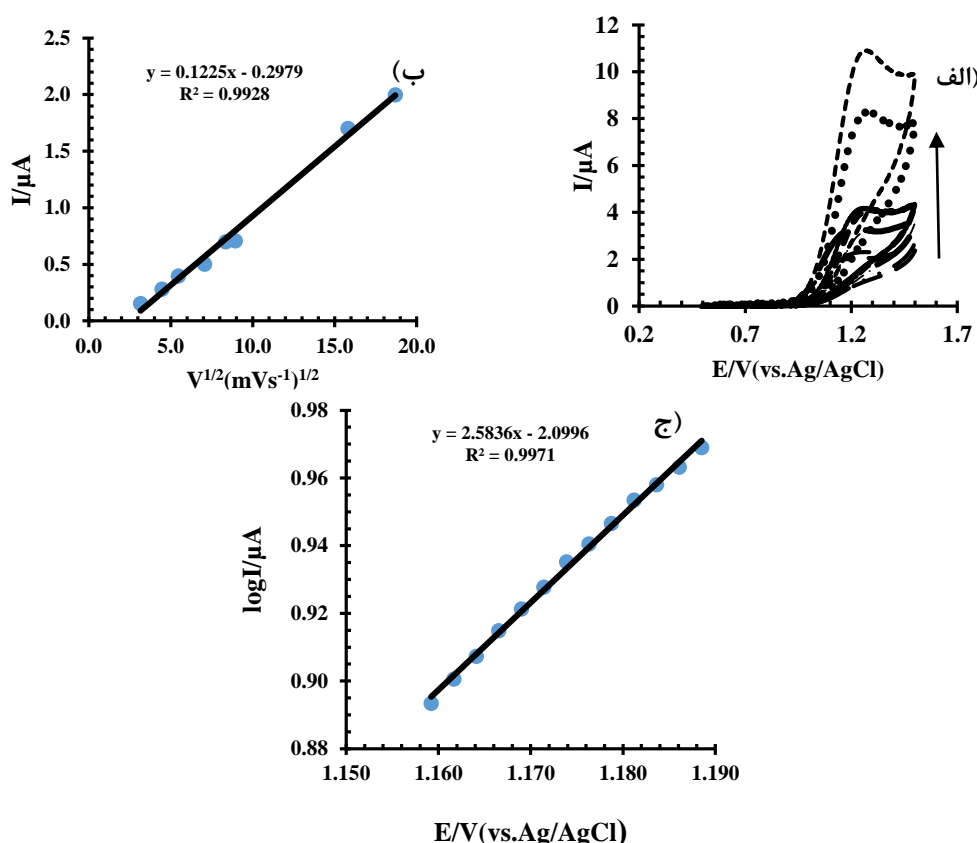 ب)
y = 0.1225x - 0.2979
R² = 0.9928
I/µA
2.5
2.0
1.5
1.0
0.5
0.0
0.0 5.0 10.0 15.0 20.0
V¹ᐟ²(mVs⁻¹)¹ᐟ²
الف)
I/µA
12
10
8
6
4
2
0
0.2 0.7 1.2 1.7
E/V(vs.Ag/AgCl)
ج)
y = 2.5836x - 2.0996
R² = 0.9971
logI/µA
0.98
0.96
0.94
0.92
0.90
0.88
1.150 1.160 1.170 1.180 1.190
E/V(vs.Ag/AgCl)